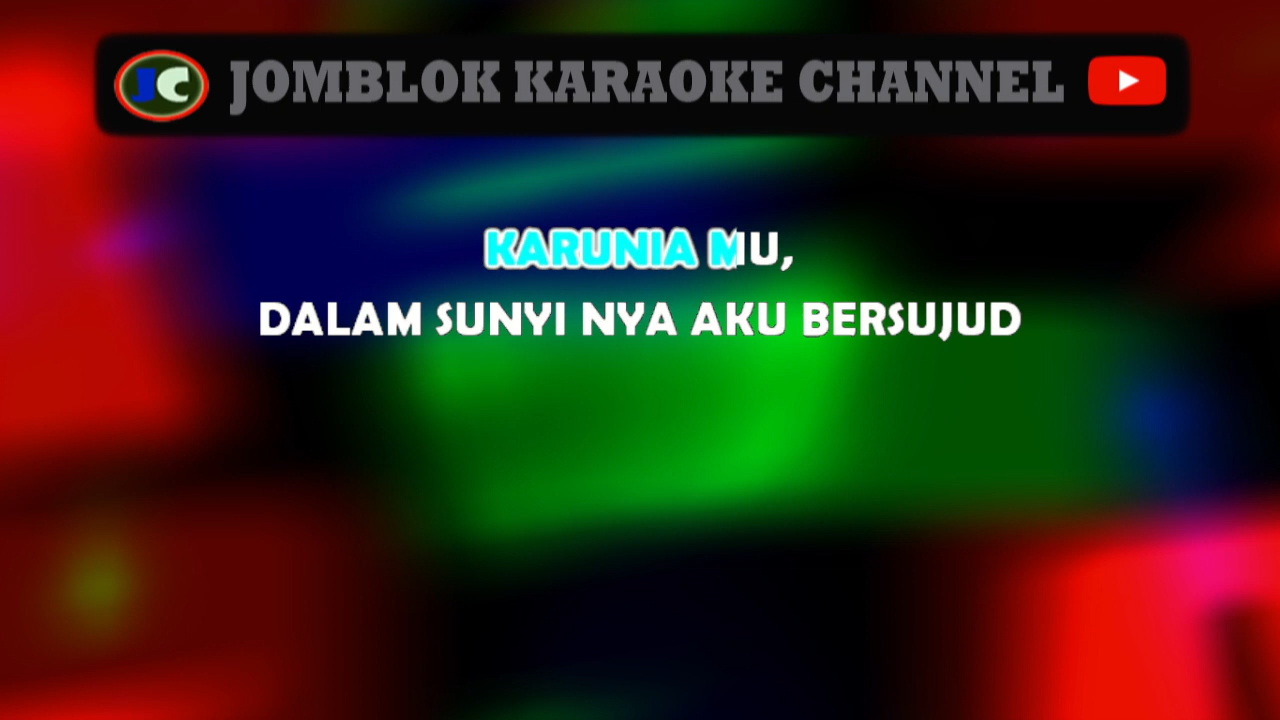 JC JOMBLOK KARAOKE CHANNEL
KARUNIA MU,
DALAM SUNYI NYA AKU BERSUJUD